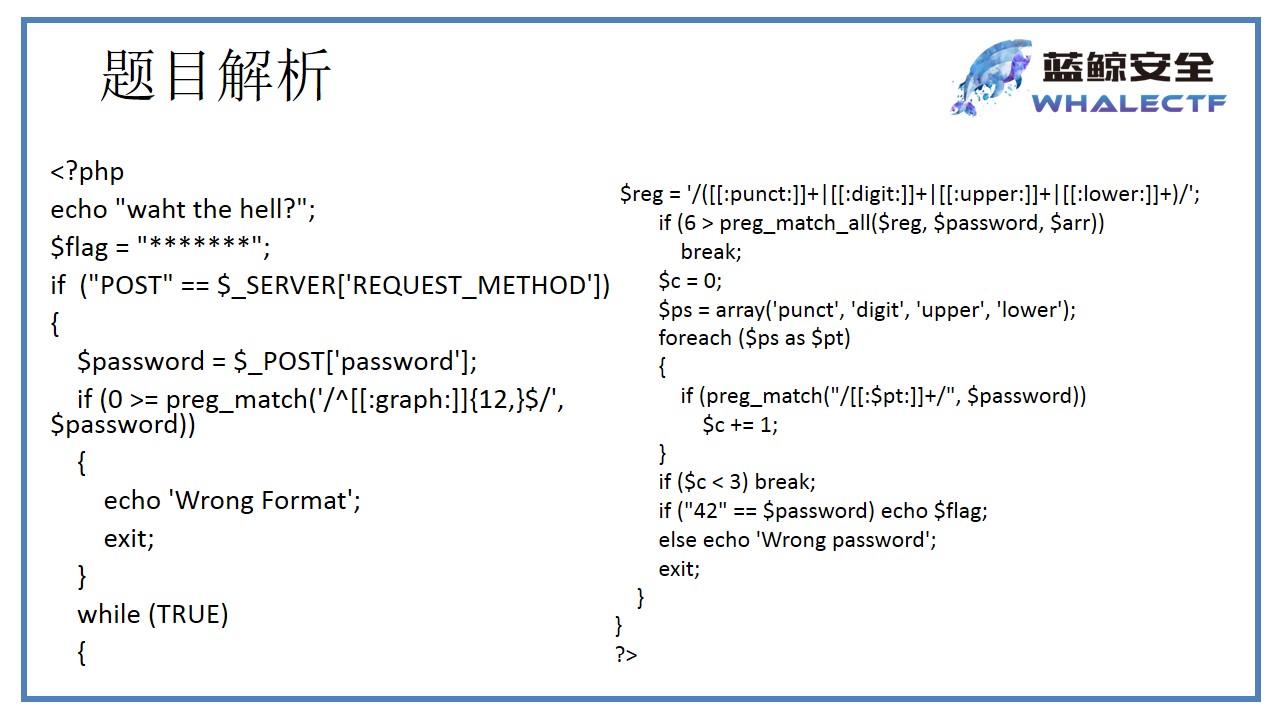 题目解析
蓝鲸安全
WHALECTF
<?php
echo "waht the hell?";
$flag = "*******";
if  ("POST" == $_SERVER['REQUEST_METHOD'])
{
    $password = $_POST['password'];
    if (0 >= preg_match('/^[[:graph:]]{12,}$/',
$password))
    {
        echo 'Wrong Format';
        exit;
    }
    while (TRUE)
    {
$reg = '/([[:punct:]]+|[[:digit:]]+|[[:upper:]]+|[[:lower:]]+)/';
        if (6 > preg_match_all($reg, $password, $arr))
            break;
        $c = 0;
        $ps = array('punct', 'digit', 'upper', 'lower');
        foreach ($ps as $pt)
        {
            if (preg_match("/[[:$pt:]]+/", $password))
                $c += 1;
        }
        if ($c < 3) break;
        if ("42" == $password) echo $flag;
        else echo 'Wrong password';
        exit;
    }
}
?>